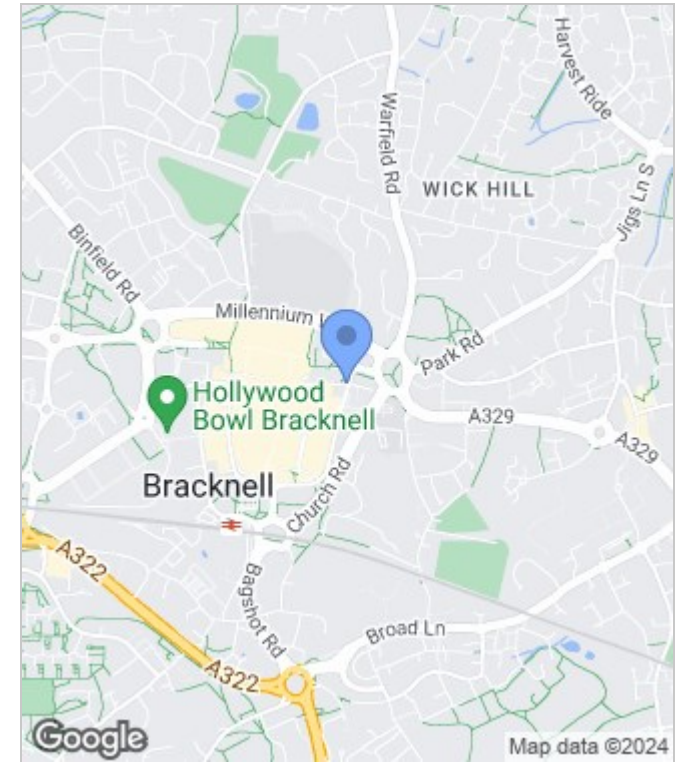 Harvest Ride
Warfield Rd
WICK HILL
Jigs Ln S
Binfield Rd
Millennium
Park Rd
Hollywood
Bowl Bracknell
A329
A329
Bracknell
Church Rd
A322
Bagshot Rd
Broad Ln
A322
Google
Map data ©2024